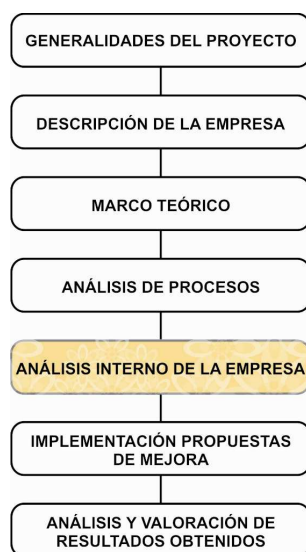 GENERALIDADES DEL PROYECTO
DESCRIPCIÓN DE LA EMPRESA
MARCO TEÓRICO
ANÁLISIS DE PROCESOS
ANÁLISIS INTERNO DE LA EMPRESA
IMPLEMENTACIÓN PROPUESTAS
DE MEJORA
ANÁLISIS Y VALORACIÓN DE
RESULTADOS OBTENIDOS